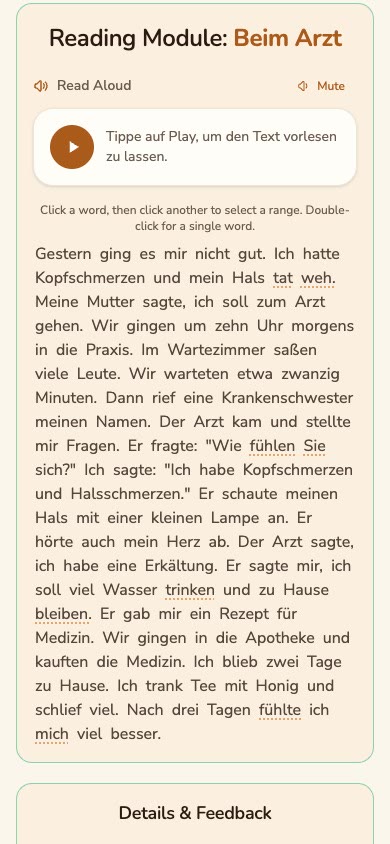 Reading Module: Beim Arzt
Read Aloud
Mute
Tippe auf Play, um den Text vorlesen
zu lassen.
Click a word, then click another to select a range. Double-
click for a single word.
Gestern ging es mir nicht gut. Ich hatte
Kopfschmerzen und mein Hals tat weh.
Meine Mutter sagte, ich soll zum Arzt
gehen. Wir gingen um zehn Uhr morgens
in die Praxis. Im Wartezimmer saßen
viele Leute. Wir warteten etwa zwanzig
Minuten. Dann rief eine Krankenschwester
meinen Namen. Der Arzt kam und stellte
mir Fragen. Er fragte: "Wie fühlen Sie
sich?" Ich sagte: "Ich habe Kopfschmerzen
und Halsschmerzen." Er schaute meinen
Hals mit einer kleinen Lampe an. Er
hörte auch mein Herz ab. Der Arzt sagte,
ich habe eine Erkältung. Er sagte mir, ich
soll viel Wasser trinken und zu Hause
bleiben. Er gab mir ein Rezept für
Medizin. Wir gingen in die Apotheke und
kauften die Medizin. Ich blieb zwei Tage
zu Hause. Ich trank Tee mit Honig und
schlief viel. Nach drei Tagen fühlte ich
mich viel besser.
Details & Feedback